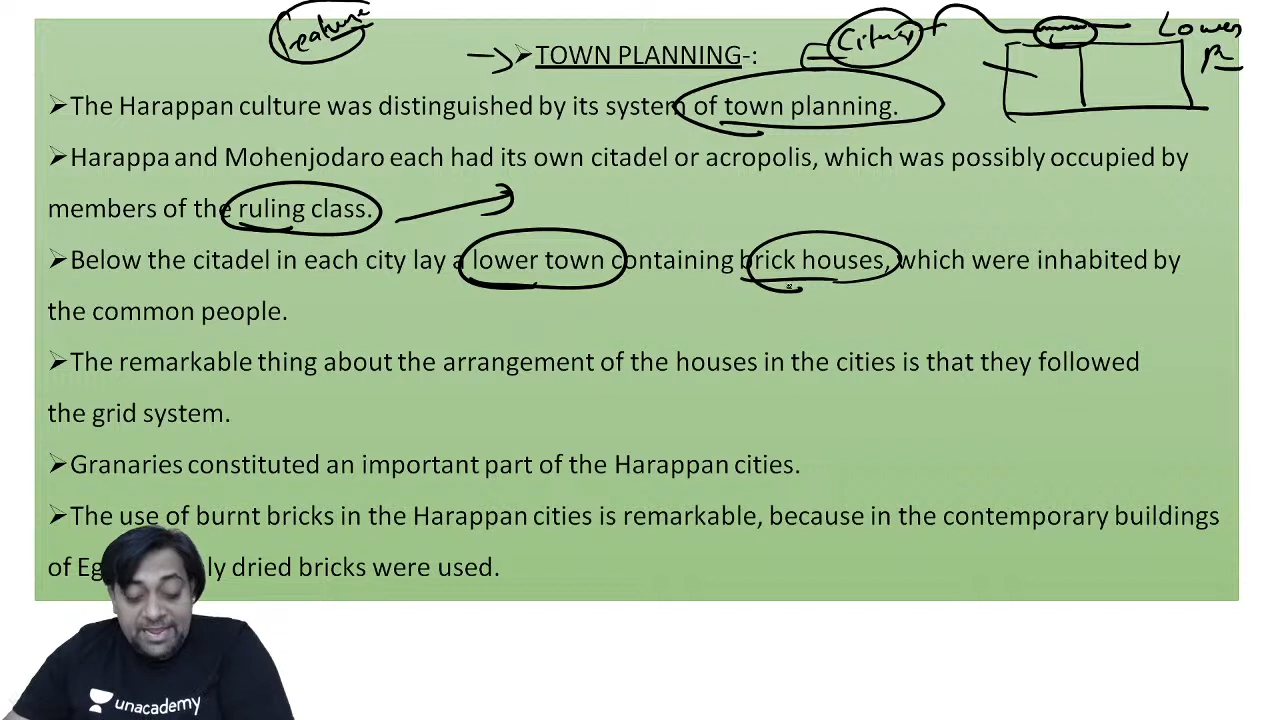 Feature
➢TOWN PLANNING-:
Lower
➢The Harappan culture was distinguished by its system of town planning.
➢Harappa and Mohenjodaro each had its own citadel or acropolis, which was possibly occupied by
members of the ruling class.
➢Below the citadel in each city lay a lower town containing brick houses, which were inhabited by
the common people.
➢The remarkable thing about the arrangement of the houses in the cities is that they followed
the grid system.
➢Granaries constituted an important part of the Harappan cities.
➢The use of burnt bricks in the Harappan cities is remarkable, because in the contemporary buildings
of Eg ly dried bricks were used.
unacademy